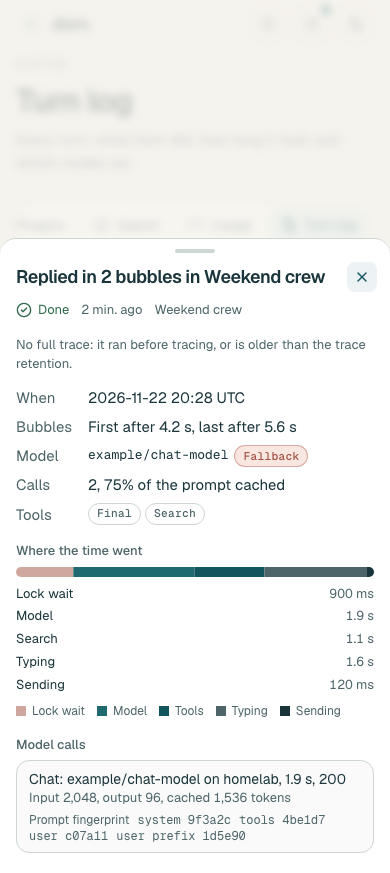 Turn log
Replied in 2 bubbles in Weekend crew
Done 2 min. ago Weekend crew
No full trace: it ran before tracing, or is older than the trace
retention.
When 2026-11-22 20:28 UTC
Bubbles First after 4.2 s, last after 5.6 s
Model example/chat-model Fallback
Calls 2, 75% of the prompt cached
Tools Final Search
Where the time went
Lock wait 900 ms
Model 1.9 s
Search 1.1 s
Typing 1.6 s
Sending 120 ms
Lock wait Model Tools Typing Sending
Model calls
Chat: example/chat-model on homelab, 1.9 s, 200
Input 2,048, output 96, cached 1,536 tokens
Prompt fingerprint system 9f3a2c tools 4be1d7
user c07a11 user prefix 1d5e90